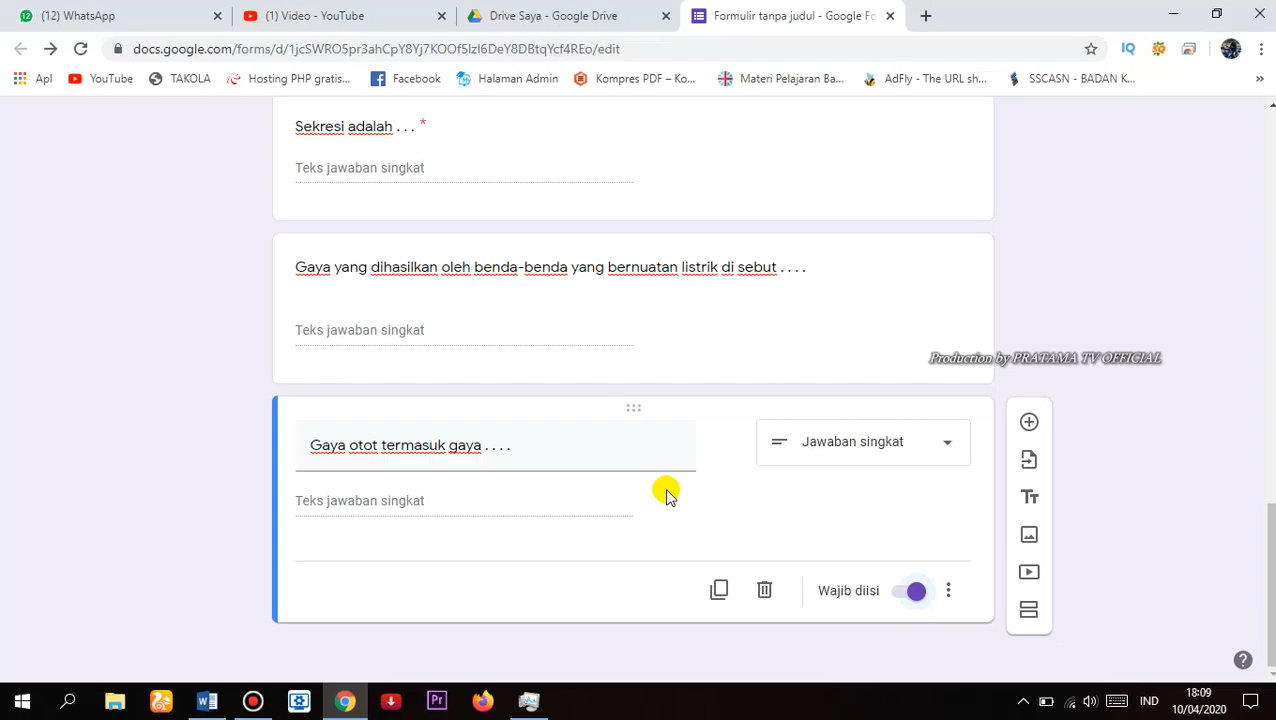 (12) WhatsApp
(1) Video - YouTube
Drive Saya - Google Drive
Formulir tanpa judul - Google Fo
docs.google.com/forms/d/1jcSWRO5pr3ahCpY8Yj7KOOf5IzI6DeY8DBtqYcf4REo/edit
Apl
YouTube
TAKOLA
Hosting PHP gratis...
Facebook
Halaman Admin
Kompres PDF – Ko...
Materi Pelajaran Ba...
AdFly - The URL sh...
SSCASN - BADAN K...
Sekresi adalah . . . *
Teks jawaban singkat
Gaya yang dihasilkan oleh benda-benda yang bernuatan listrik di sebut . . . .
Teks jawaban singkat
Production by PRATAMA TV OFFICIAL
Gaya otot termasuk gaya . . . .
Jawaban singkat
Teks jawaban singkat
Wajib diisi
IND
18:09
10/04/2020